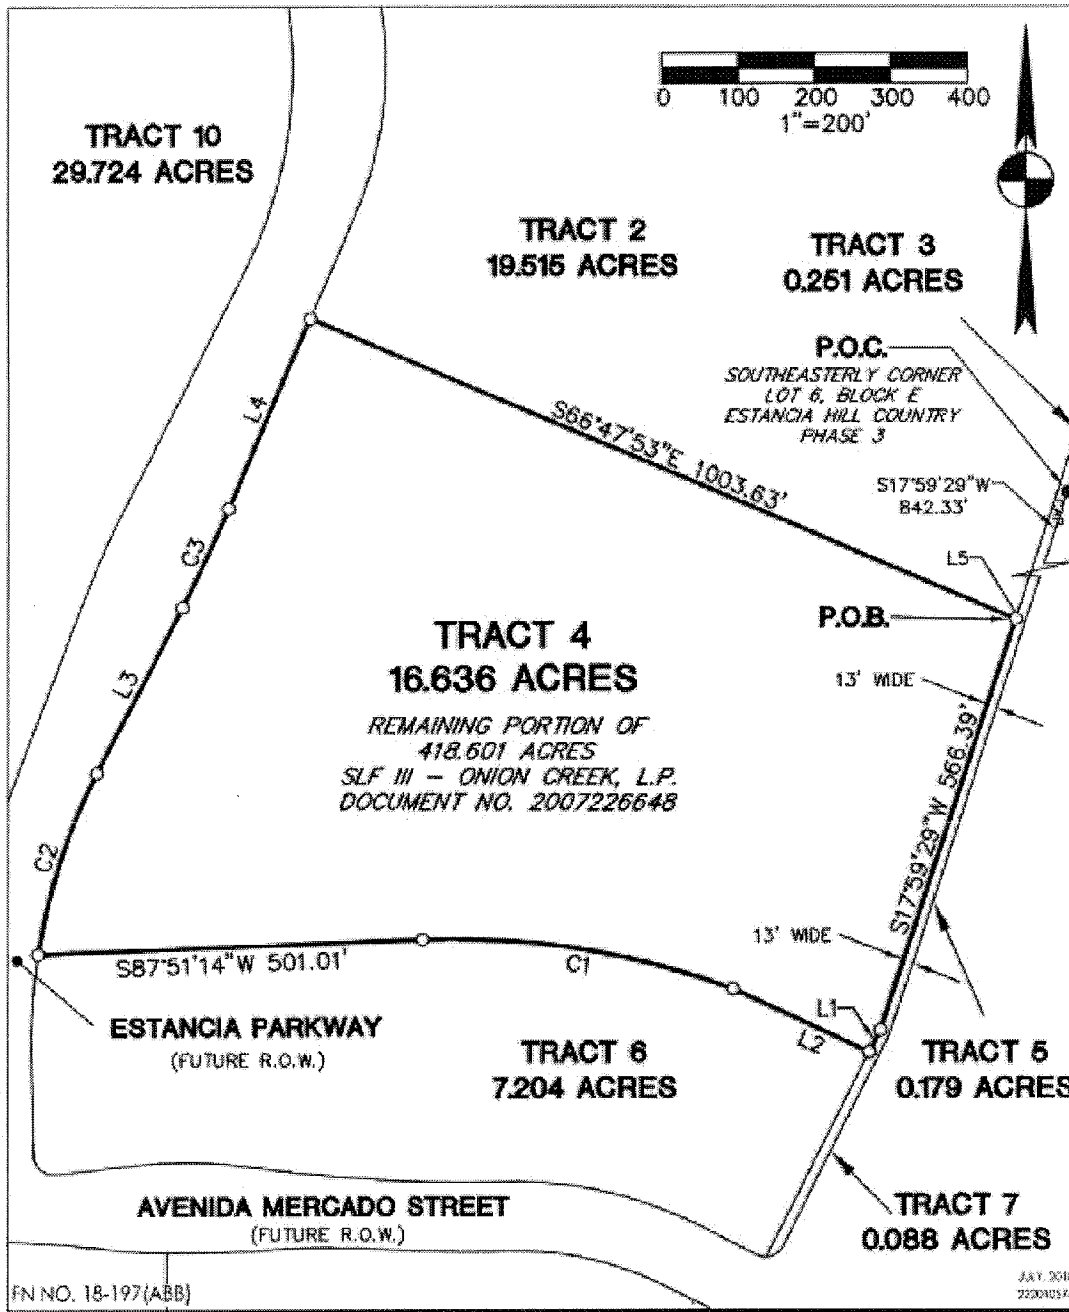 TRACT 10
29.724 ACRES
0 100 200 300 400
1"=200'
TRACT 2
19.515 ACRES
TRACT 3
0.251 ACRES
P.O.C.
SOUTHEASTERLY CORNER
LOT 6, BLOCK E
ESTANCIA HILL COUNTRY
PHASE 3
S17°59'29"W
842.33'
L4
S66°47'53"E 1003.63'
C3
L5
P.O.B.
TRACT 4
16.636 ACRES
REMAINING PORTION OF
418.601 ACRES
SLF III – ONION CREEK, L.P.
DOCUMENT NO. 2007226648
L3
13' WIDE
S17°59'29"W 566.39'
C2
13' WIDE
S87°51'14"W 501.01'
C1
L1
L2
ESTANCIA PARKWAY
(FUTURE R.O.W.)
TRACT 6
7.204 ACRES
TRACT 5
0.179 ACRES
AVENIDA MERCADO STREET
(FUTURE R.O.W.)
TRACT 7
0.088 ACRES
FN NO. 18-197(ABB)